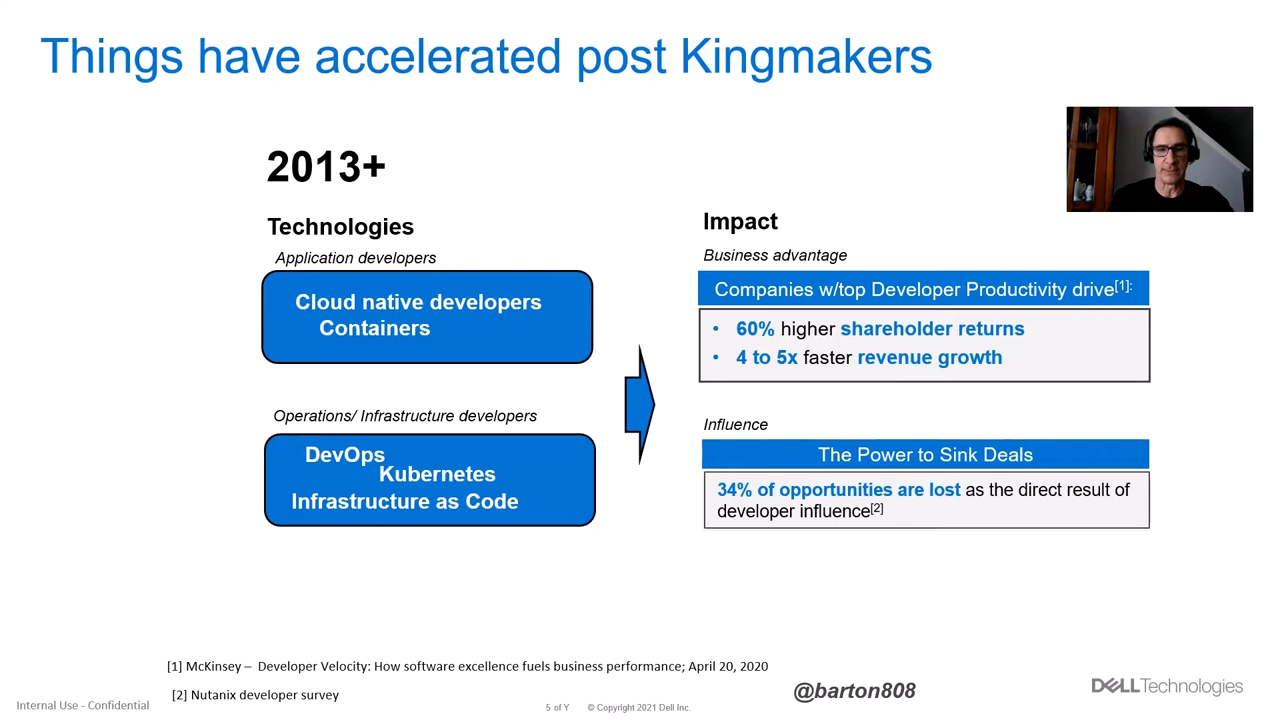 Things have accelerated post Kingmakers
2013+
Technologies
Application developers
Cloud native developers
Containers
Operations/ Infrastructure developers
DevOps
Kubernetes
Infrastructure as Code
Impact
Business advantage
Companies w/top Developer Productivity drive[1]:
• 60% higher shareholder returns
• 4 to 5x faster revenue growth
Influence
The Power to Sink Deals
34% of opportunities are lost as the direct result of
developer influence[2]
[1] McKinsey – Developer Velocity: How software excellence fuels business performance; April 20, 2020
[2] Nutanix developer survey
@barton808
DELLTechnologies
Internal Use - Confidential
5 of Y
© Copyright 2021 Dell Inc.